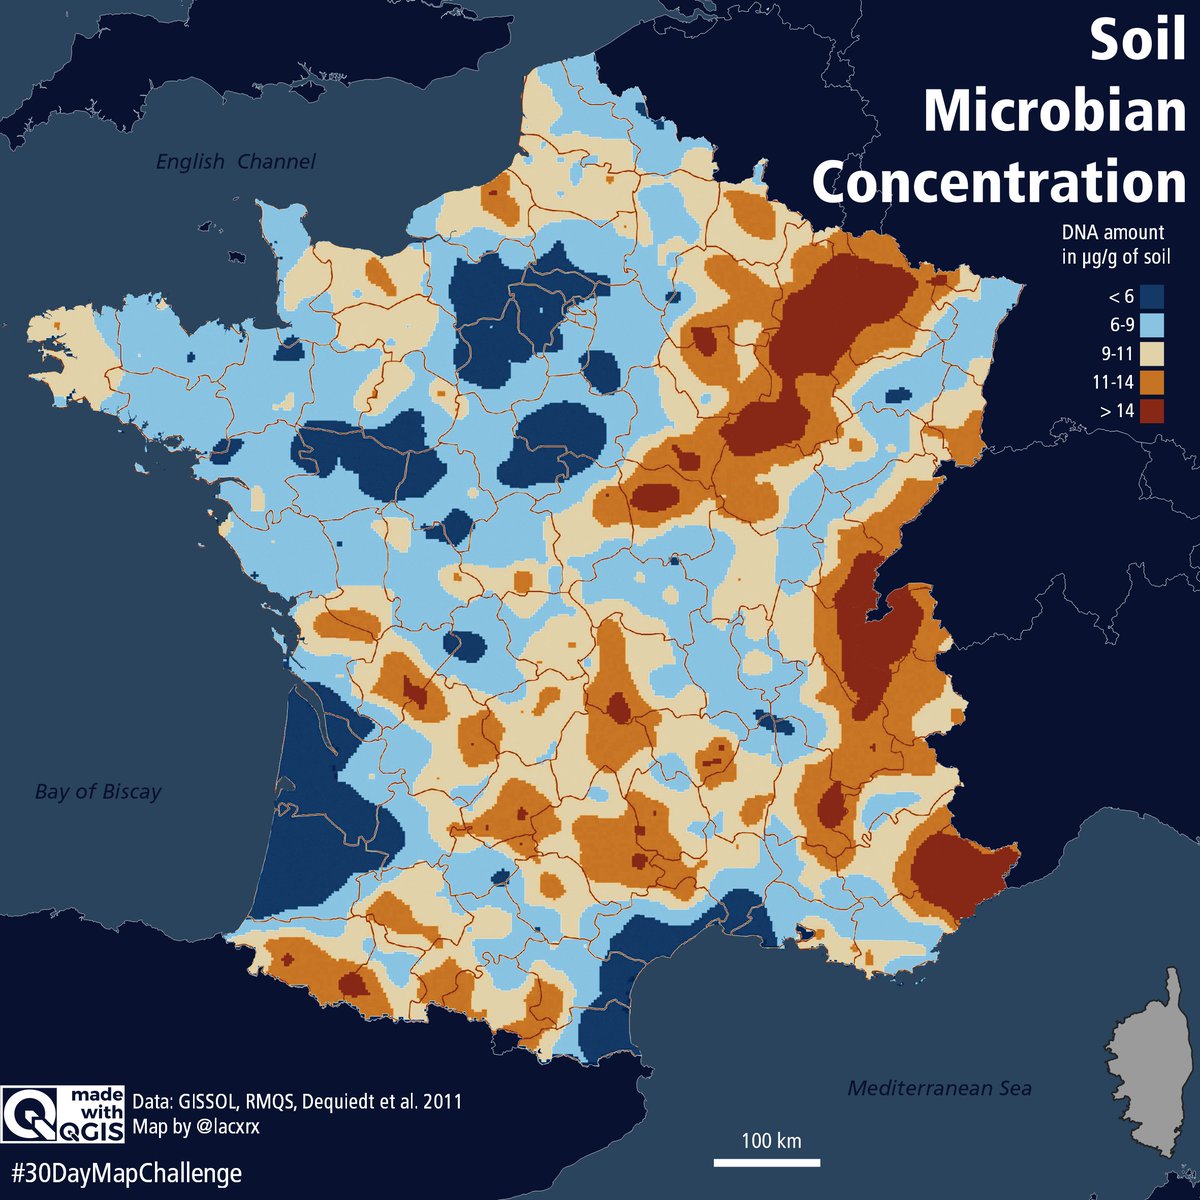 Soil
Microbian
Concentration
DNA amount
in µg/g of soil
< 6
6-9
9-11
11-14
> 14
English Channel
Bay of Biscay
Mediterranean Sea
made
with
QGIS
Data: GISSOL, RMQS, Dequiedt et al. 2011
Map by @lacxrx
#30DayMapChallenge
100 km